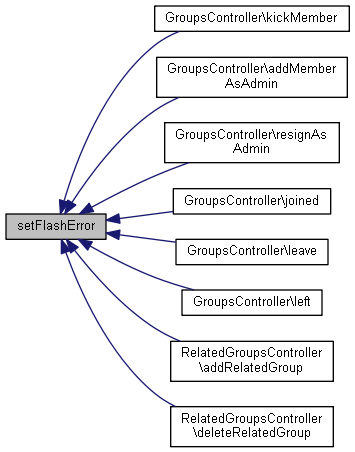 GroupsController\kickMember
GroupsController\addMember
AsAdmin
GroupsController\resignAs
Admin
GroupsController\joined
setFlashError
GroupsController\leave
GroupsController\left
RelatedGroupsController
\addRelatedGroup
RelatedGroupsController
\deleteRelatedGroup